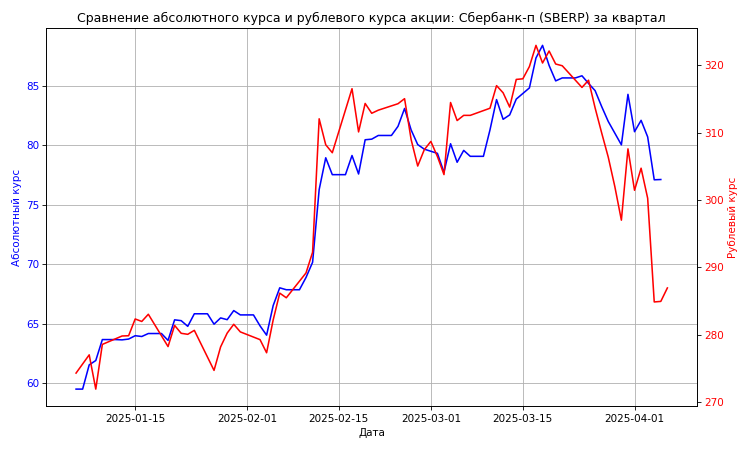 Сравнение абсолютного курса и рублевого курса акции: Сбербанк-п (SBERP) за квартал
85
80
75
70
65
60
Абсолютный курс
320
310
300
290
280
270
Рублевый курс
2025-01-15 2025-02-01 2025-02-15 2025-03-01 2025-03-15 2025-04-01
Дата